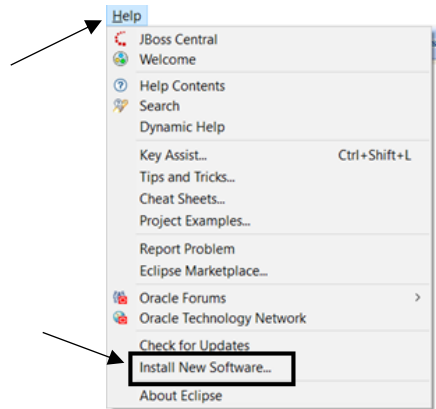 Help
JBoss Central
Welcome
Help Contents
Search
Dynamic Help
Key Assist... Ctrl+Shift+L
Tips and Tricks...
Cheat Sheets...
Project Examples...
Report Problem
Eclipse Marketplace...
Oracle Forums
Oracle Technology Network
Check for Updates
Install New Software...
About Eclipse